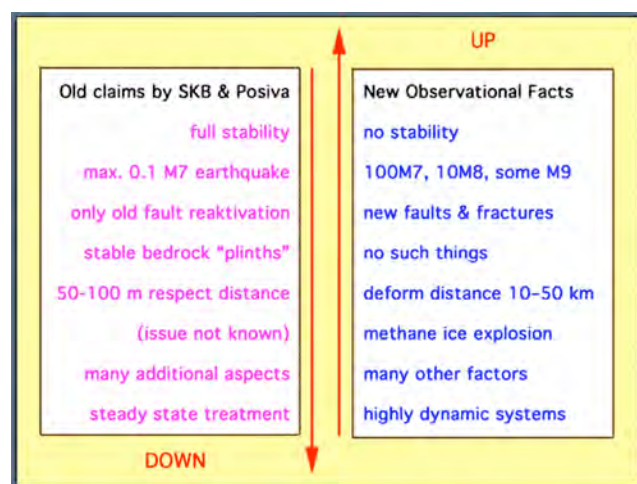 UP
Old claims by SKB & Posiva
full stability
max. 0.1 M7 earthquake
only old fault reaktivation
stable bedrock “plinths”
50-100 m respect distance
(issue not known)
many additional aspects
steady state treatment
DOWN
New Observational Facts
no stability
100M7, 10M8, some M9
new faults & fractures
no such things
deform distance 10–50 km
methane ice explosion
many other factors
highly dynamic systems